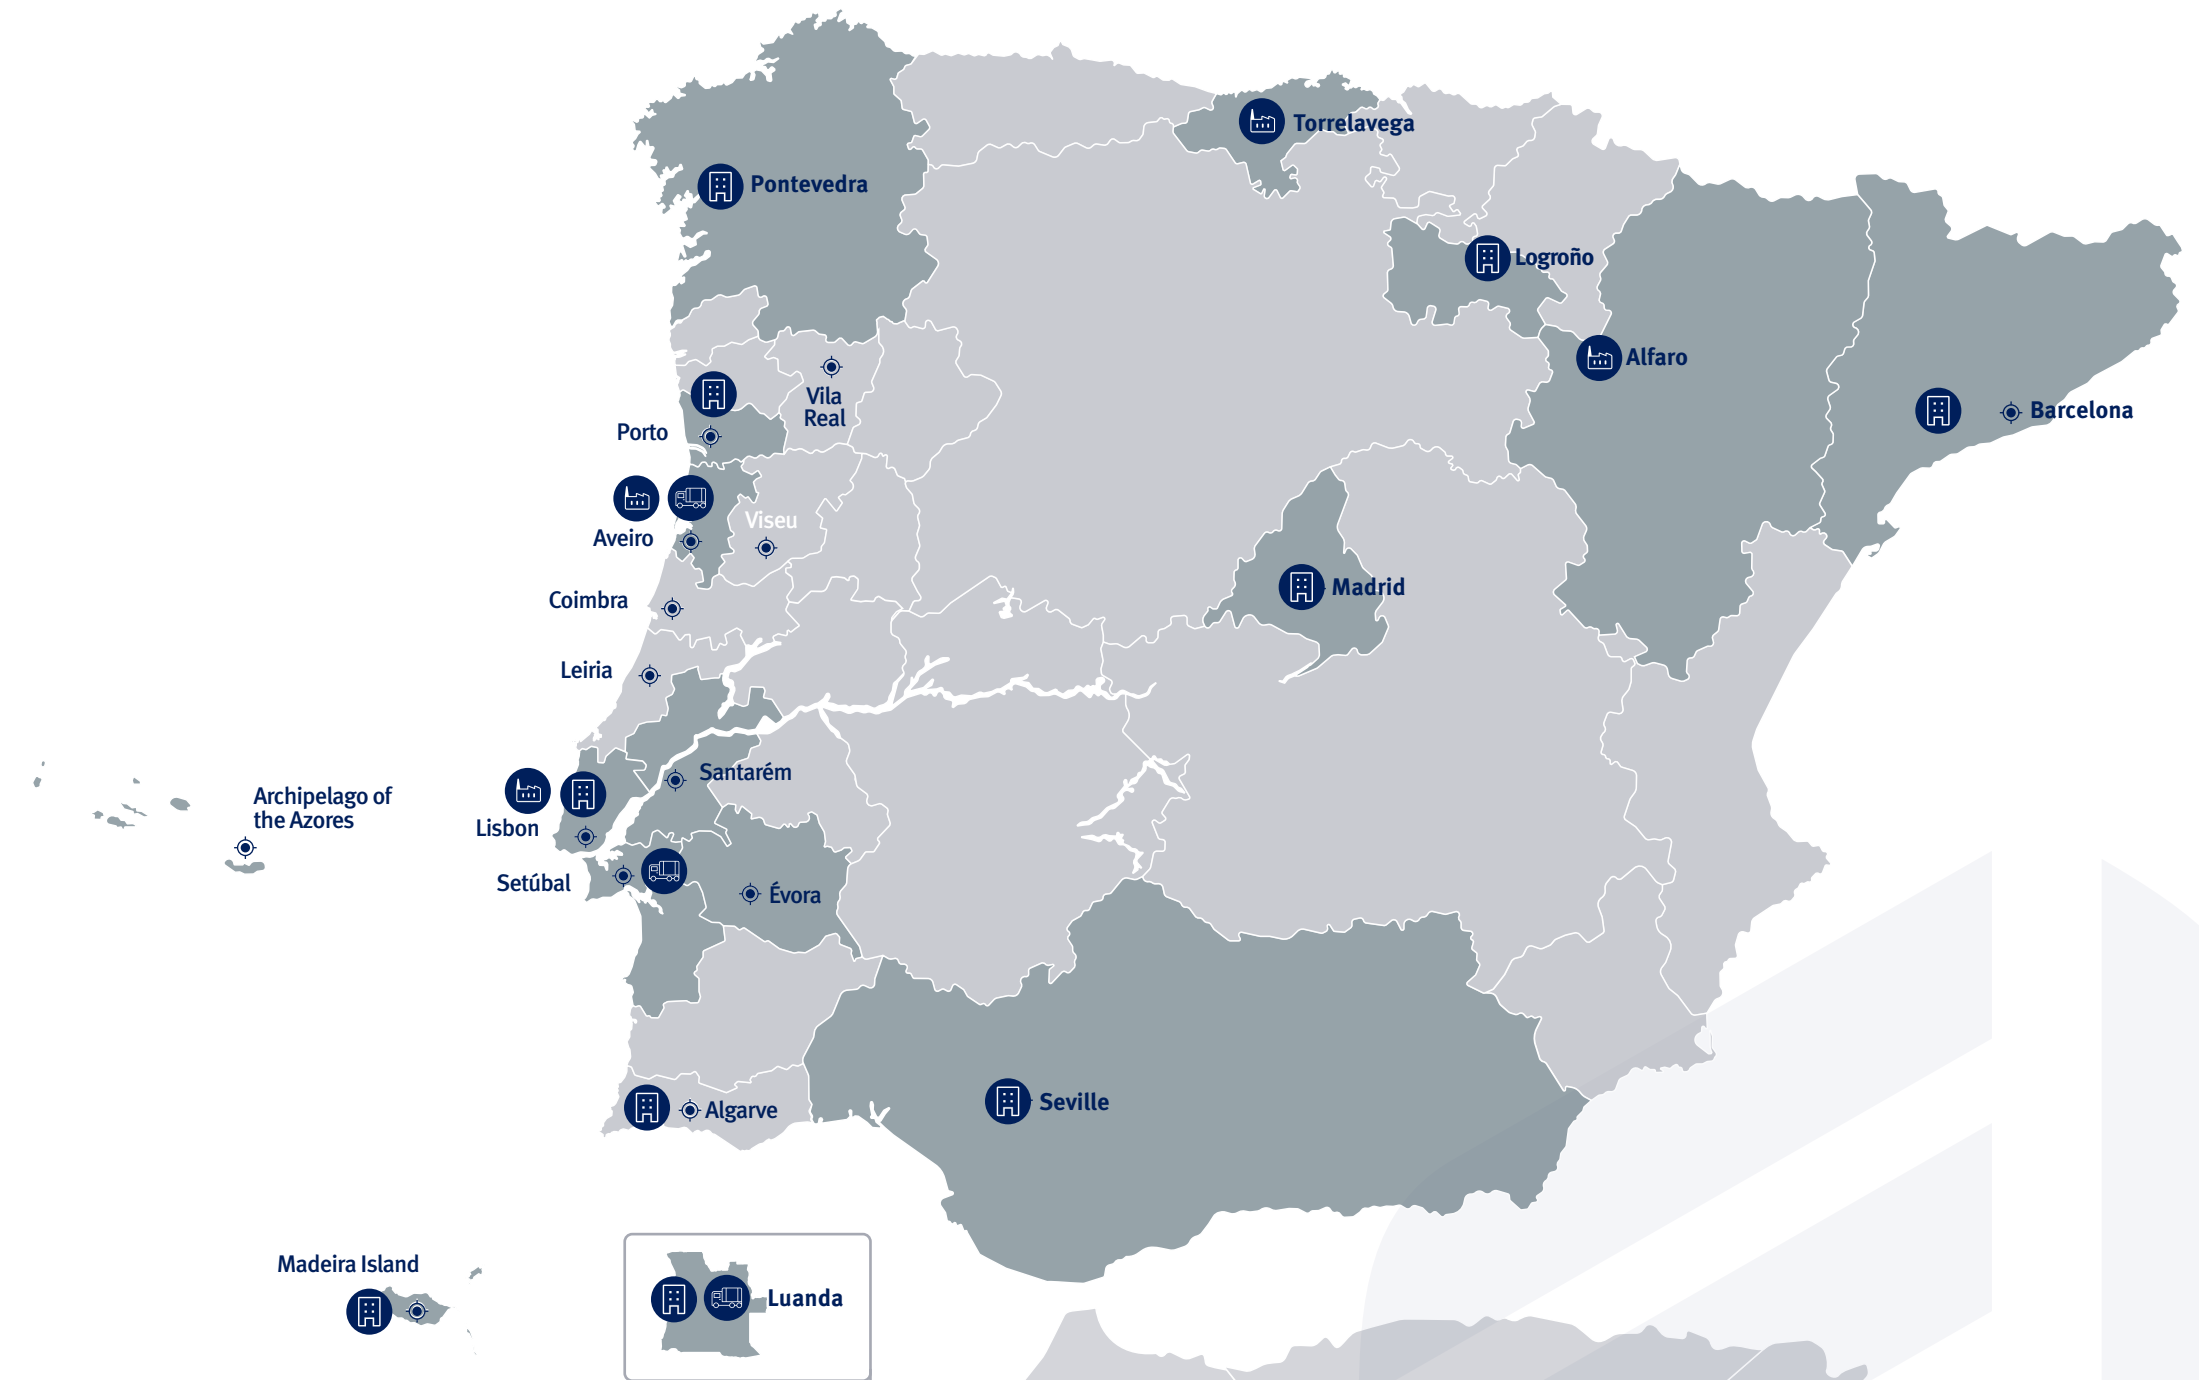 Torrelavega
Pontevedra
Logroño
Alfaro
Vila
Real
Barcelona
Porto
Viseu
Aveiro
Madrid
Coimbra
Leiria
Santarém
Archipelago of
the Azores
Lisbon
Setúbal
Évora
Seville
Algarve
Madeira Island
Luanda